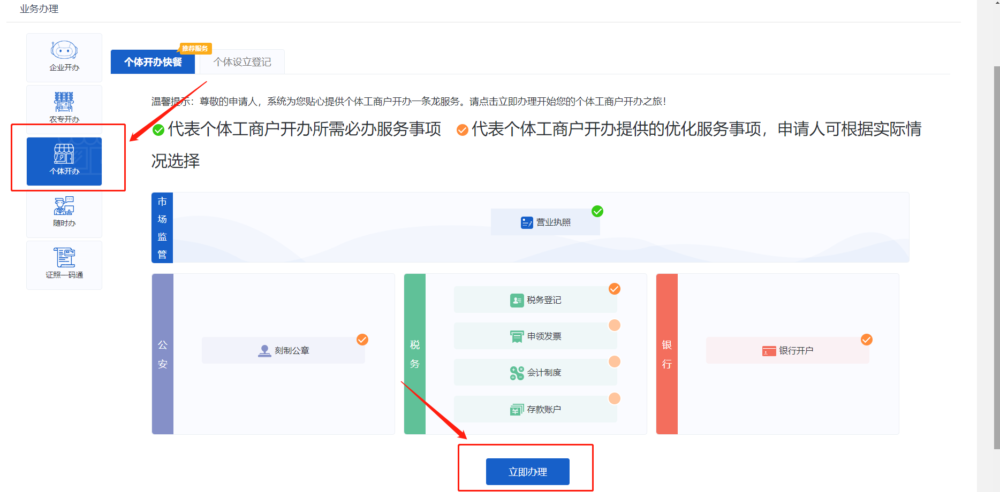 业务办理
企业开办
农专开办
个体开办
随时办
证照一码通
推荐服务
个体开办快餐
个体设立登记
温馨提示：尊敬的申请人，系统为您贴心提供个体工商户开办一条龙服务。请点击立即办理开始您的个体工商户开办之旅！
代表个体工商户开办所需必办服务事项 代表个体工商户开办提供的优化服务事项，申请人可根据实际情
况选择
市场监管
营业执照
公安
刻制公章
税务
税务登记
申领发票
会计制度
存款账户
银行
银行开户
立即办理